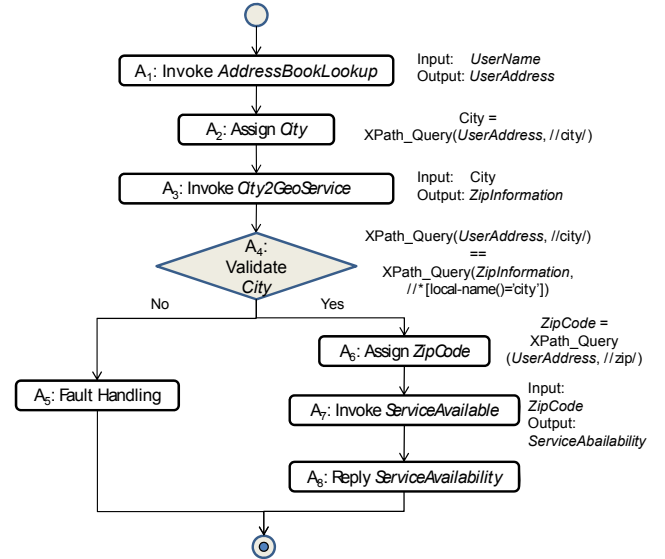 A1: Invoke AddressBookLookup
Input: UserName
Output: UserAddress
A2: Assign City
City =
XPath_Query(UserAddress, //city/)
A3: Invoke City2GeoService
Input: City
Output: ZipInformation
A4:
Validate
City
XPath_Query(UserAddress, //city/)
==
XPath_Query(ZipInformation,
//*[local-name()='city'])
No
Yes
A6: Assign ZipCode
ZipCode =
XPath_Query
(UserAddress, //zip/)
A5: Fault Handling
A7: Invoke ServiceAvailable
Input:
ZipCode
Output:
ServiceAbailability
A8: Reply ServiceAvailability